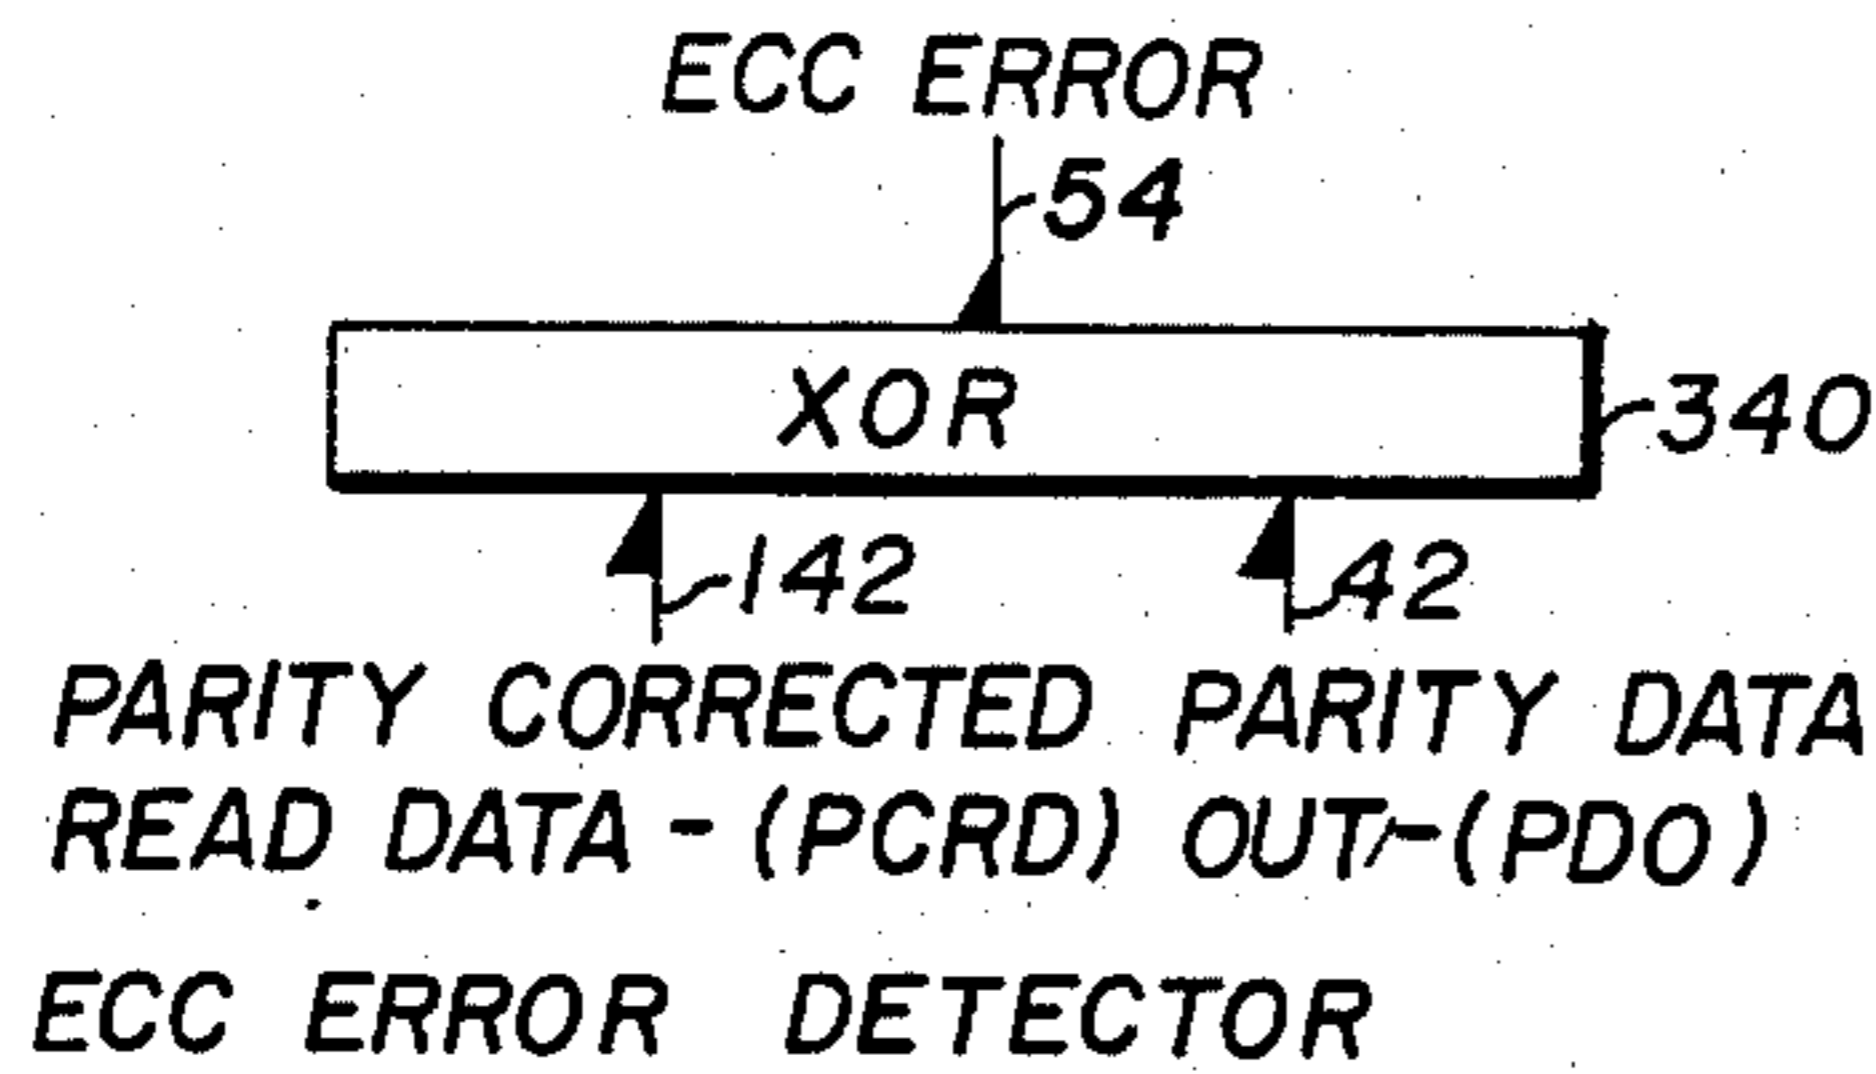 ECC ERROR
54
XOR
340
142
42
PARITY CORRECTED
READ DATA - (PCRD)
PARITY DATA
OUT - (PDO)
ECC ERROR DETECTOR